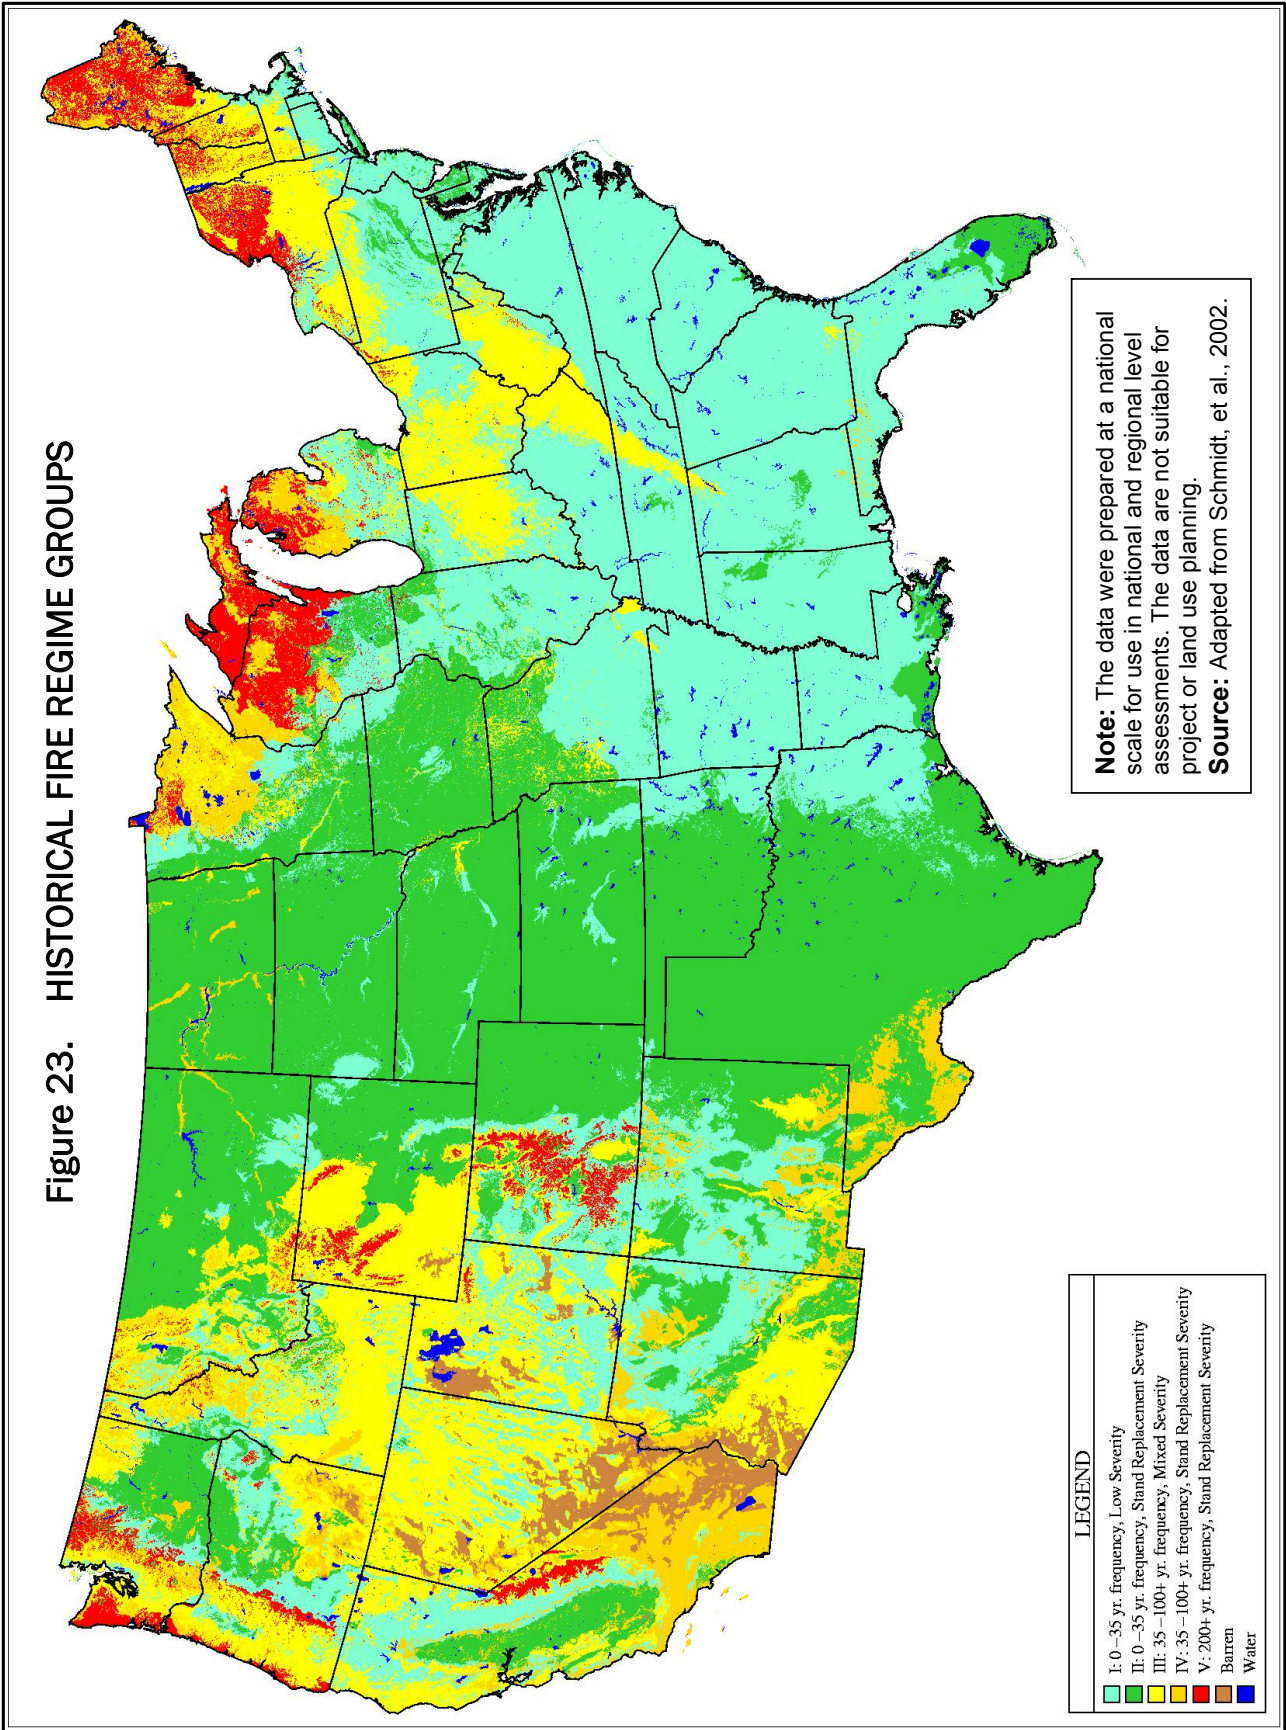 Figure 23. HISTORICAL FIRE REGIME GROUPS
LEGEND
I: 0 –35 yr. frequency, Low Severity
II: 0 –35 yr. frequency, Stand Replacement Severity
III: 35 –100+ yr. frequency, Mixed Severity
IV: 35 –100+ yr. frequency, Stand Replacement Severity
V: 200+ yr. frequency, Stand Replacement Severity
Barren
Water
Note: The data were prepared at a national
scale for use in national and regional level
assessments. The data are not suitable for
project or land use planning.
Source: Adapted from Schmidt, et al., 2002.